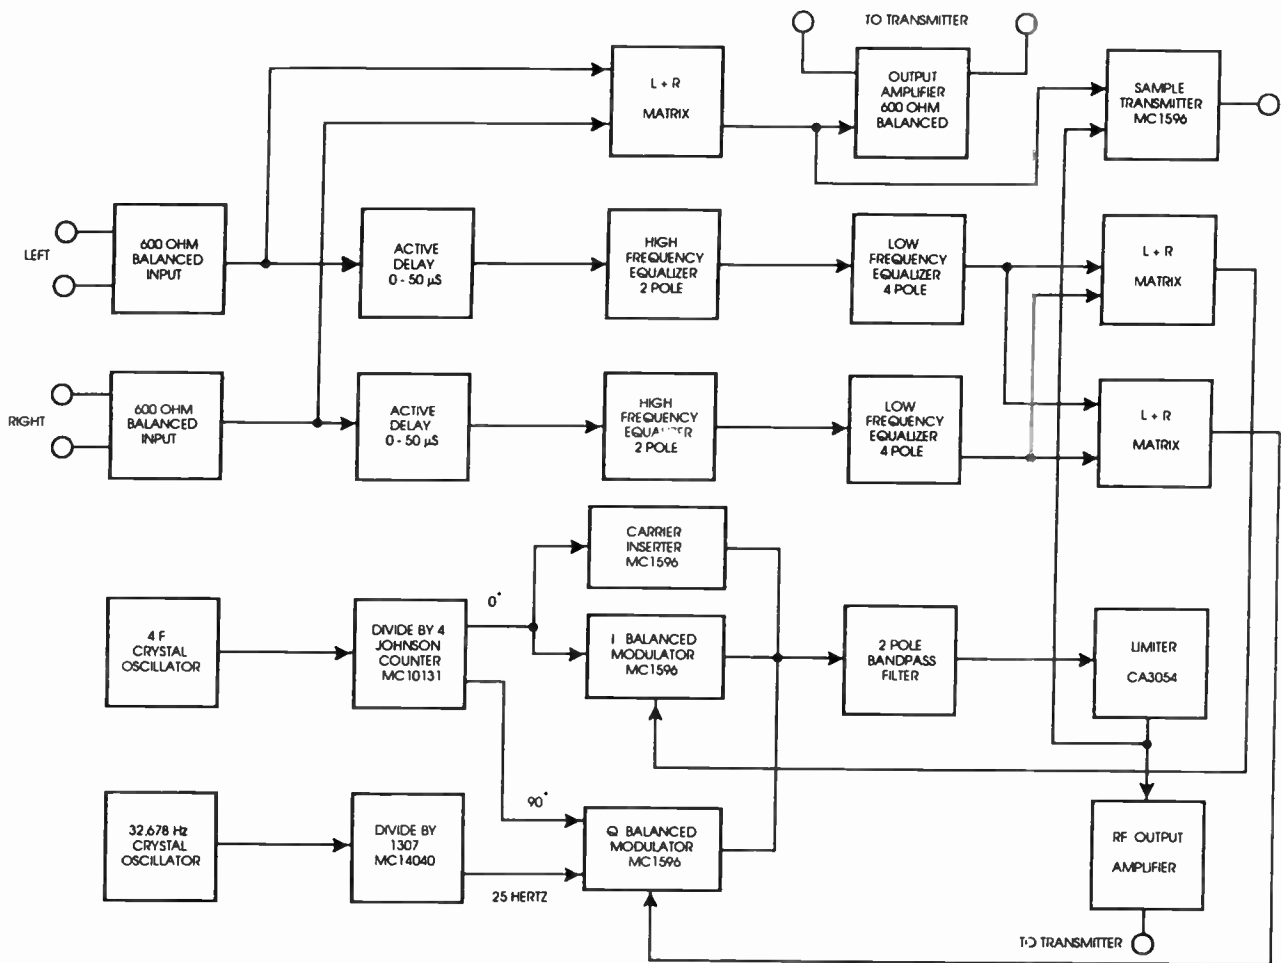 TO TRANSMITTER
L + R
MATRIX
OUTPUT
AMPLIFIER
600 OHM
BALANCED
SAMPLE
TRANSMITTER
MC1596
LEFT
600 OHM
BALANCED
INPUT
ACTIVE
DELAY
0 - 50 µS
HIGH
FREQUENCY
EQUALIZER
2 POLE
LOW
FREQUENCY
EQUALIZER
4 POLE
L + R
MATRIX
RIGHT
600 OHM
BALANCED
INPUT
ACTIVE
DELAY
0 - 50 µS
HIGH
FREQUENCY
EQUALIZER
2 POLE
LOW
FREQUENCY
EQUALIZER
4 POLE
L + R
MATRIX
CARRIER
INSERTER
MC1596
4 F
CRYSTAL
OSCILLATOR
DIVIDE BY 4
JOHNSON
COUNTER
MC10131
0°
I BALANCED
MODULATOR
MC1596
2 POLE
BANDPASS
FILTER
LIMITER
CA3054
32,678 Hz
CRYSTAL
OSCILLATOR
DIVIDE BY
1307
MC14040
90°
25 HERTZ
Q BALANCED
MODULATOR
MC1596
RF OUTPUT
AMPLIFIER
TO TRANSMITTER